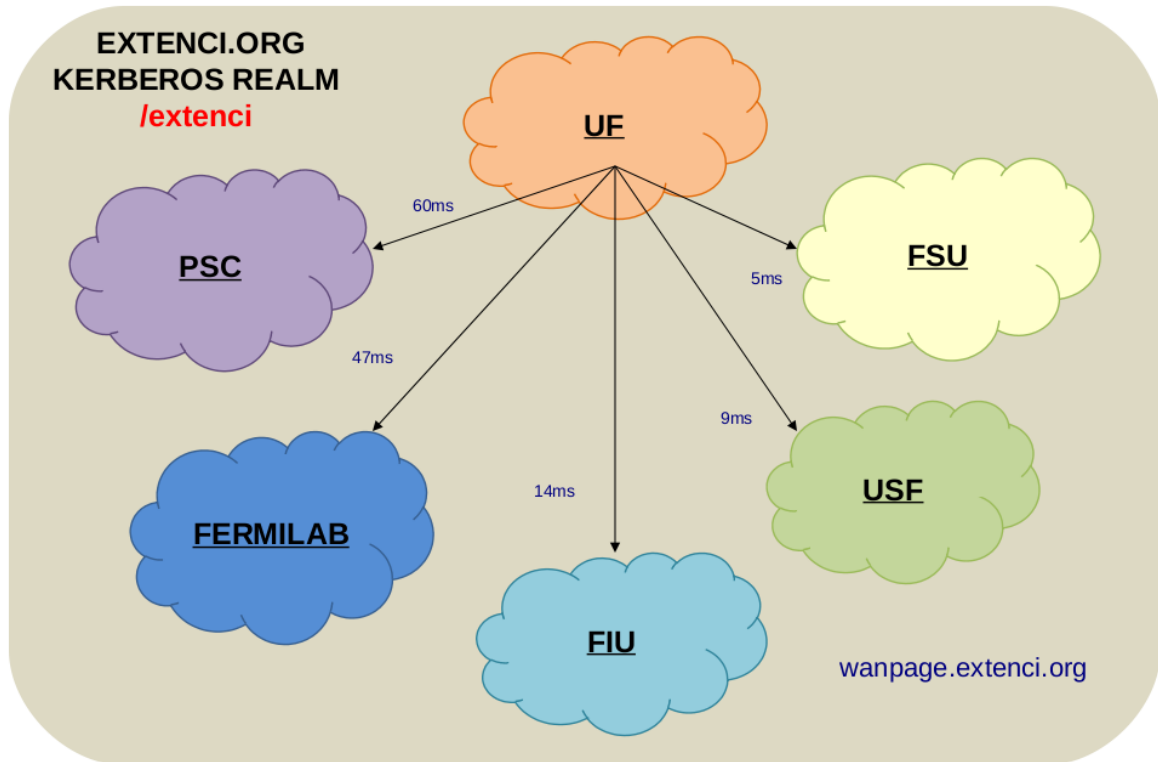 EXTENCI.ORG
KERBEROS REALM
/extenci
UF
60ms
PSC
FSU
5ms
47ms
9ms
14ms
USF
FERMILAB
FIU
wanpage.extenci.org